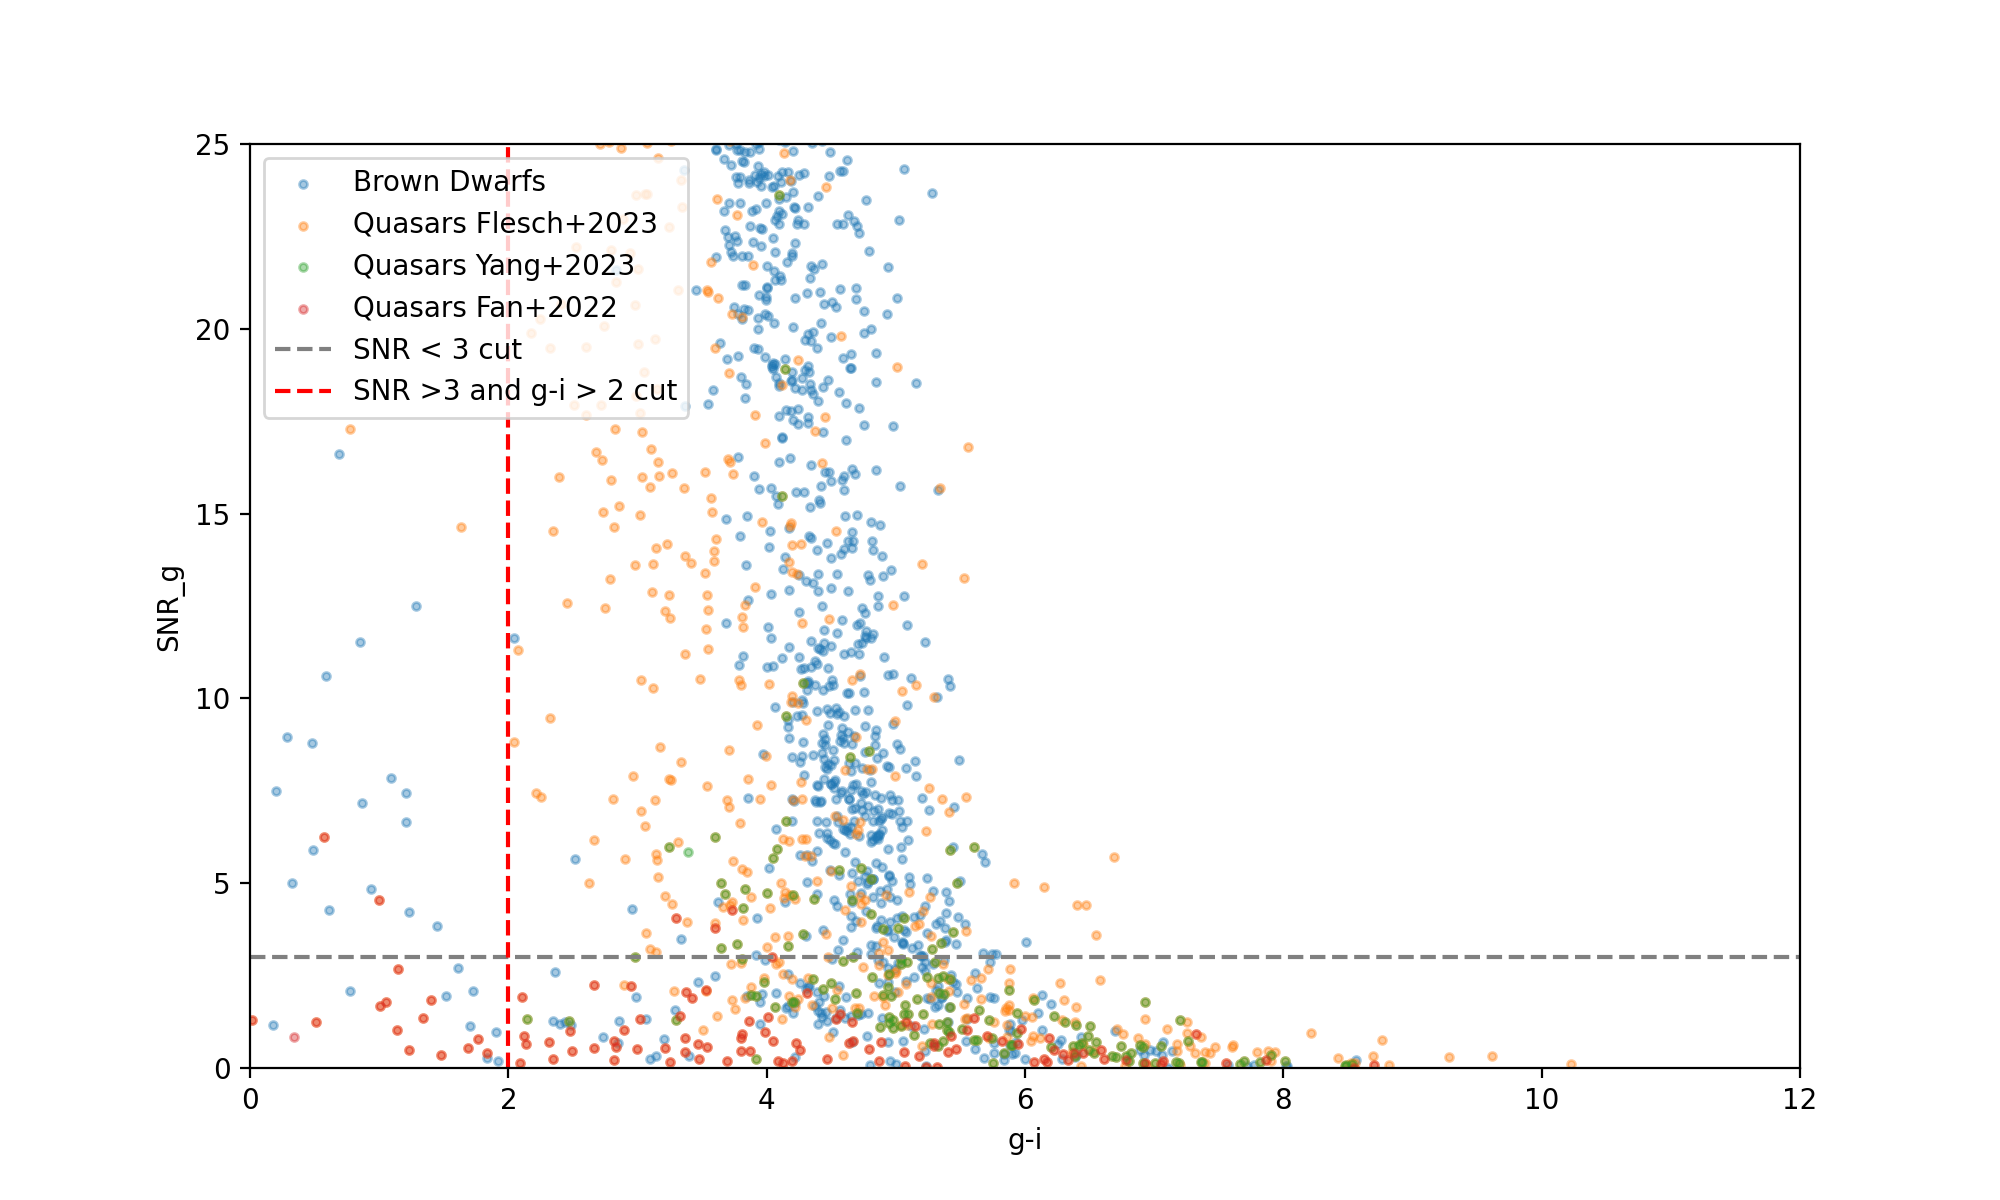 25
20
15
10
5
0
SNR_g
Brown Dwarfs
Quasars Flesch+2023
Quasars Yang+2023
Quasars Fan+2022
SNR < 3 cut
SNR >3 and g-i > 2 cut
0 2 4 6 8 10 12
g-i